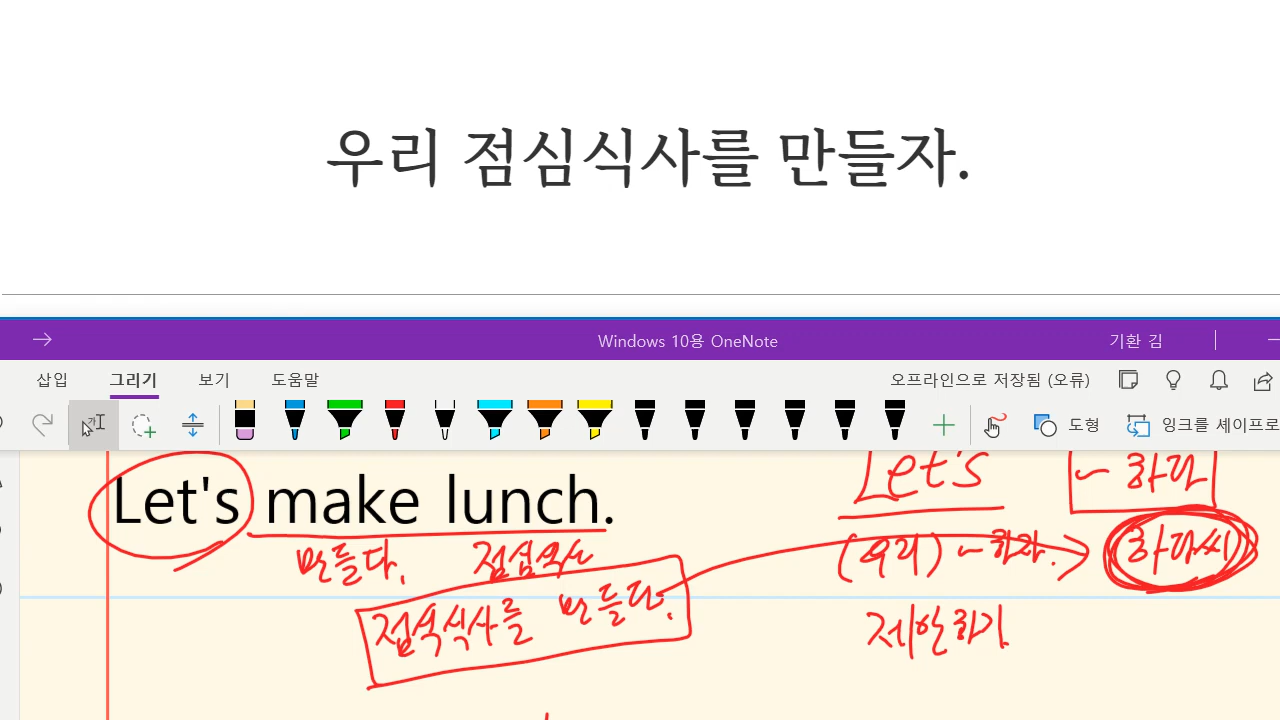 우리 점심식사를 만들자.
Windows 10용 OneNote 기환 김
삽입 그리기 보기 도움말 오프라인으로 저장됨 (오류)
도형 잉크를 셰이프로
Let's make lunch.
Let's ~ 하다
만들다. 점심식사 (우리) ~ 하자. 하다씨
점심식사를 만들다.
제안하기